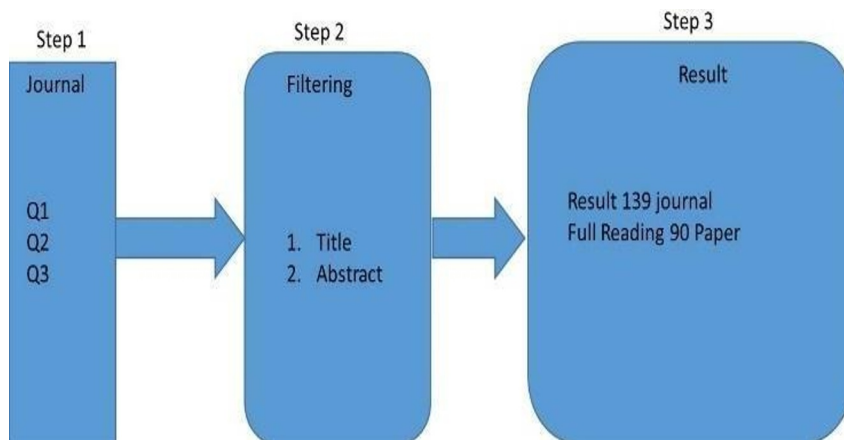 Step 1
Journal
Q1
Q2
Q3
Step 2
Filtering
1. Title
2. Abstract
Step 3
Result
Result 139 journal
Full Reading 90 Paper